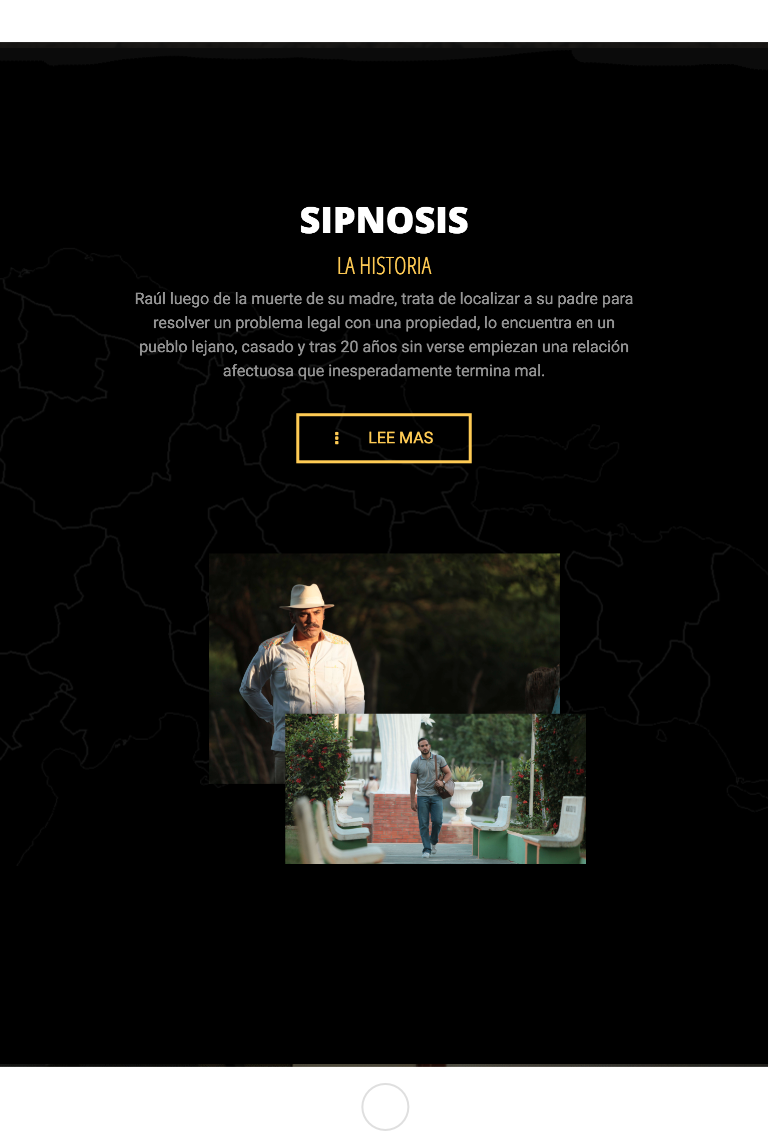 SIPNOSIS
LA HISTORIA
Raúl luego de la muerte de su madre, trata de localizar a su padre para
resolver un problema legal con una propiedad, lo encuentra en un
pueblo lejano, casado y tras 20 años sin verse empiezan una relación
afectuosa que inesperadamente termina mal.
LEE MAS